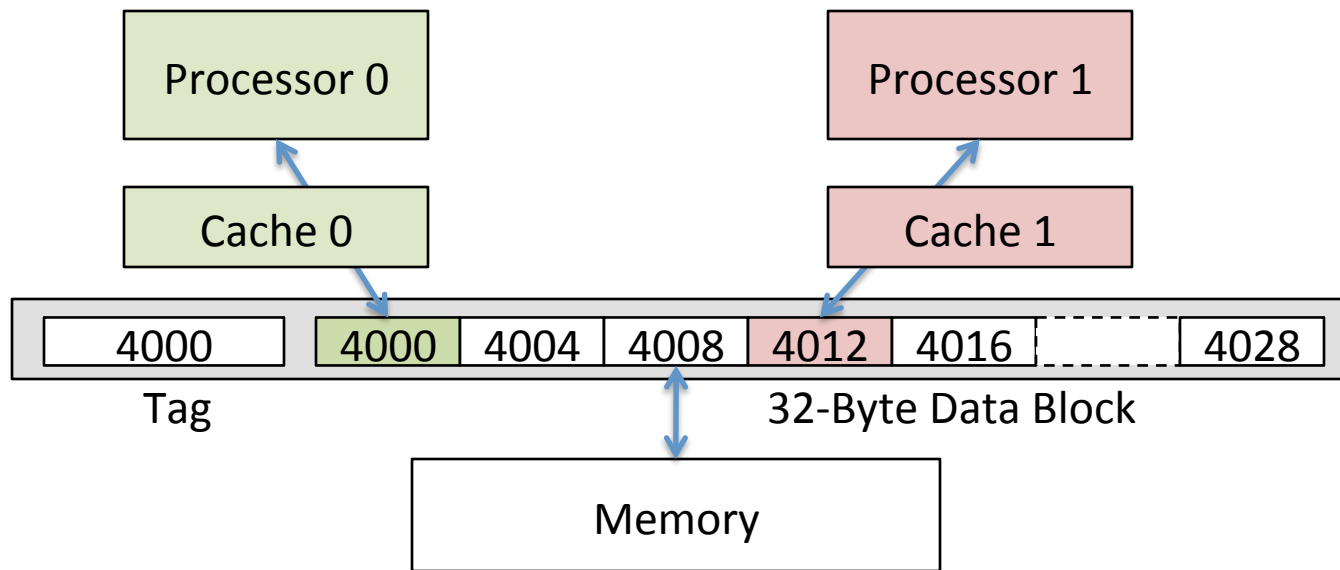 Processor 0
Processor 1
Cache 0
Cache 1
4000 4000 4004 4008 4012 4016 4028
Tag 32-Byte Data Block
Memory